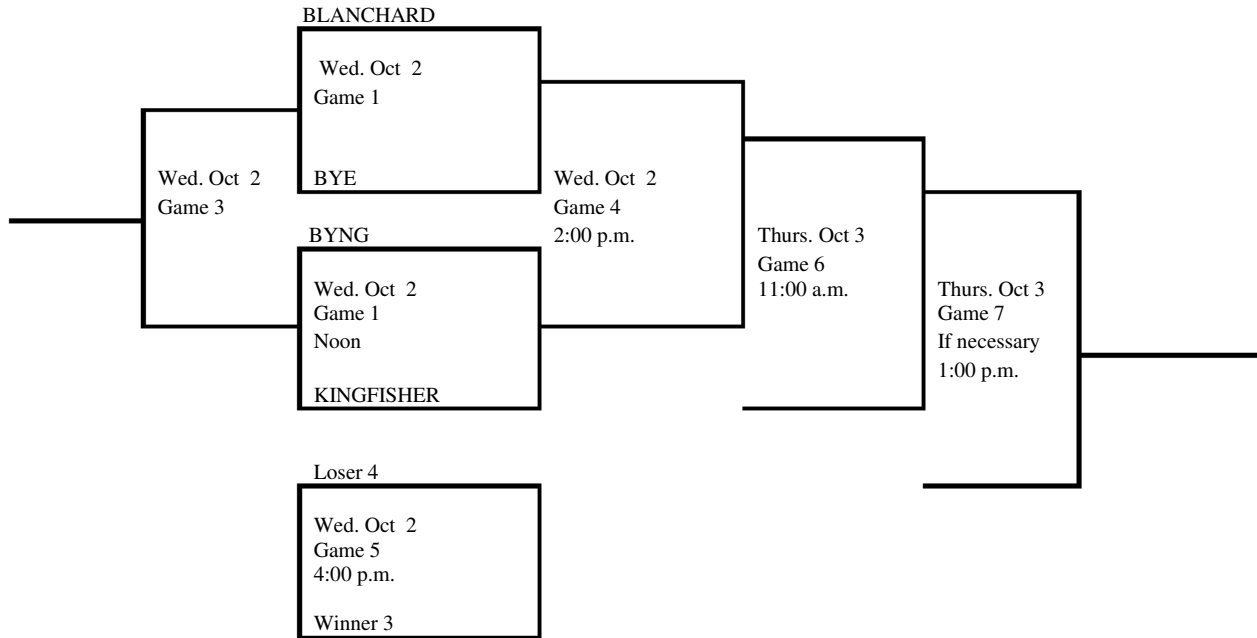 BLANCHARD
Wed. Oct 2
Game 1
BYE
Wed. Oct 2
Game 3
BYNG
Wed. Oct 2
Game 1
Noon
KINGFISHER
Wed. Oct 2
Game 4
2:00 p.m.
Thurs. Oct 3
Game 6
11:00 a.m.
Thurs. Oct 3
Game 7
If necessary
1:00 p.m.
Loser 4
Wed. Oct 2
Game 5
4:00 p.m.
Winner 3